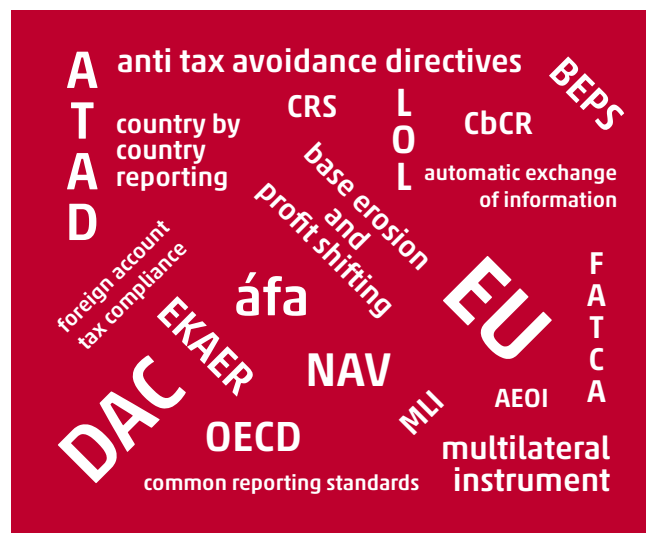 ATAD
anti tax avoidance directives
BEPS
CRS
LOL
CbCR
country by
country
reporting
base erosion
and
profit shifting
automatic exchange
of information
foreign account
tax compliance
áfa
EU
FATCA
EKAER
NAV
DAC
MLI
AEOI
OECD
multilateral
instrument
common reporting standards